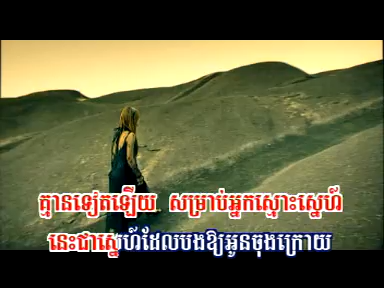 គ្មានទៀតឡើយ សម្រាប់អ្នកស្មោះស្នេហ៍
នេះជាស្នេហ៍ដែលបងឱ្យអូនចុងក្រោយ